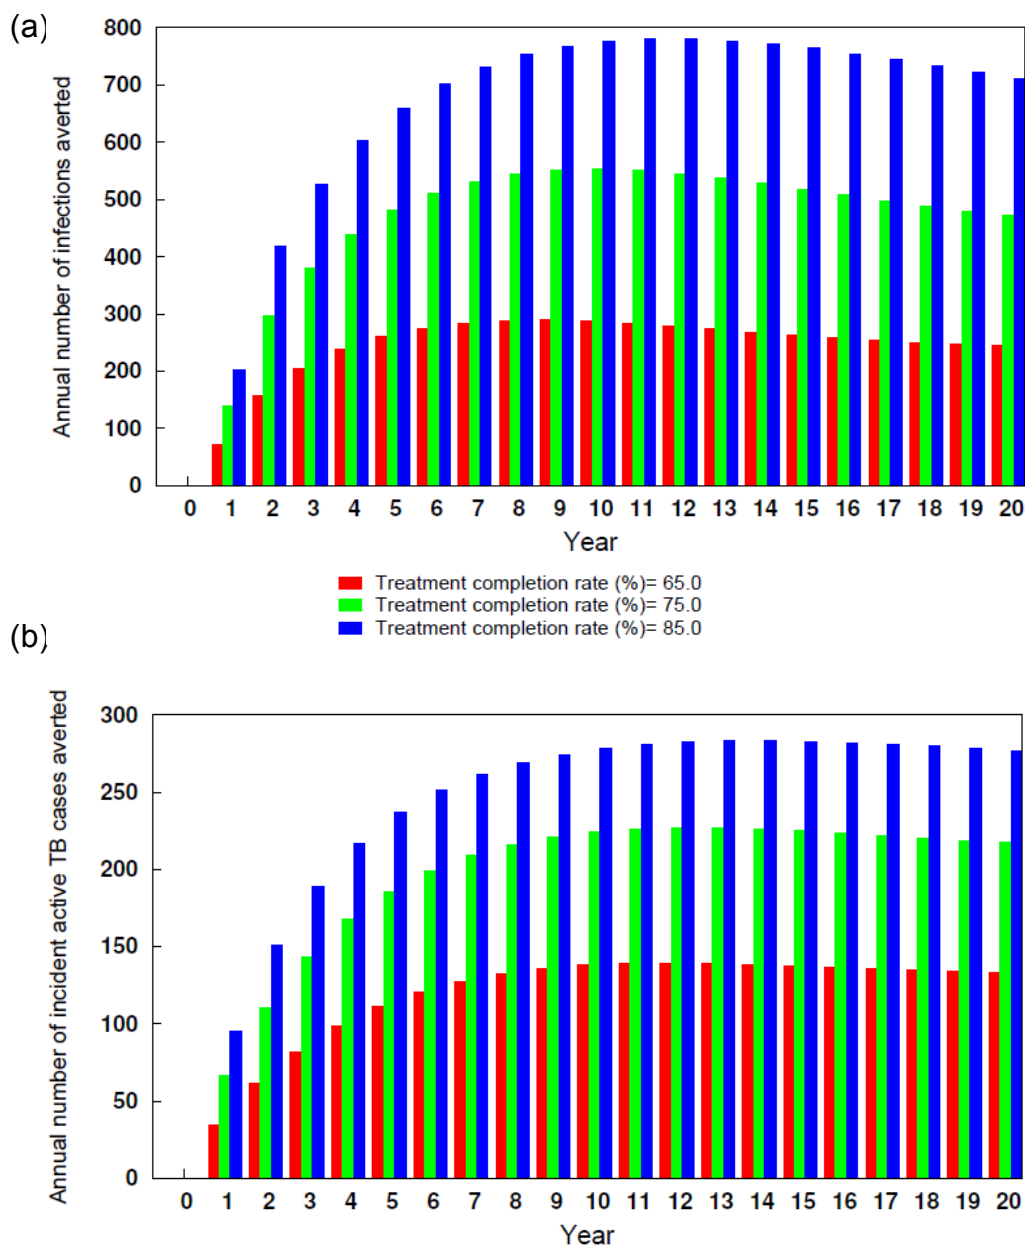 (a)
Annual number of infections averted
800
700
600
500
400
300
200
100
0
0 1 2 3 4 5 6 7 8 9 10 11 12 13 14 15 16 17 18 19 20
Year
Treatment completion rate (%)= 65.0
Treatment completion rate (%)= 75.0
Treatment completion rate (%)= 85.0
(b)
Annual number of incident active TB cases averted
300
250
200
150
100
50
0
0 1 2 3 4 5 6 7 8 9 10 11 12 13 14 15 16 17 18 19 20
Year